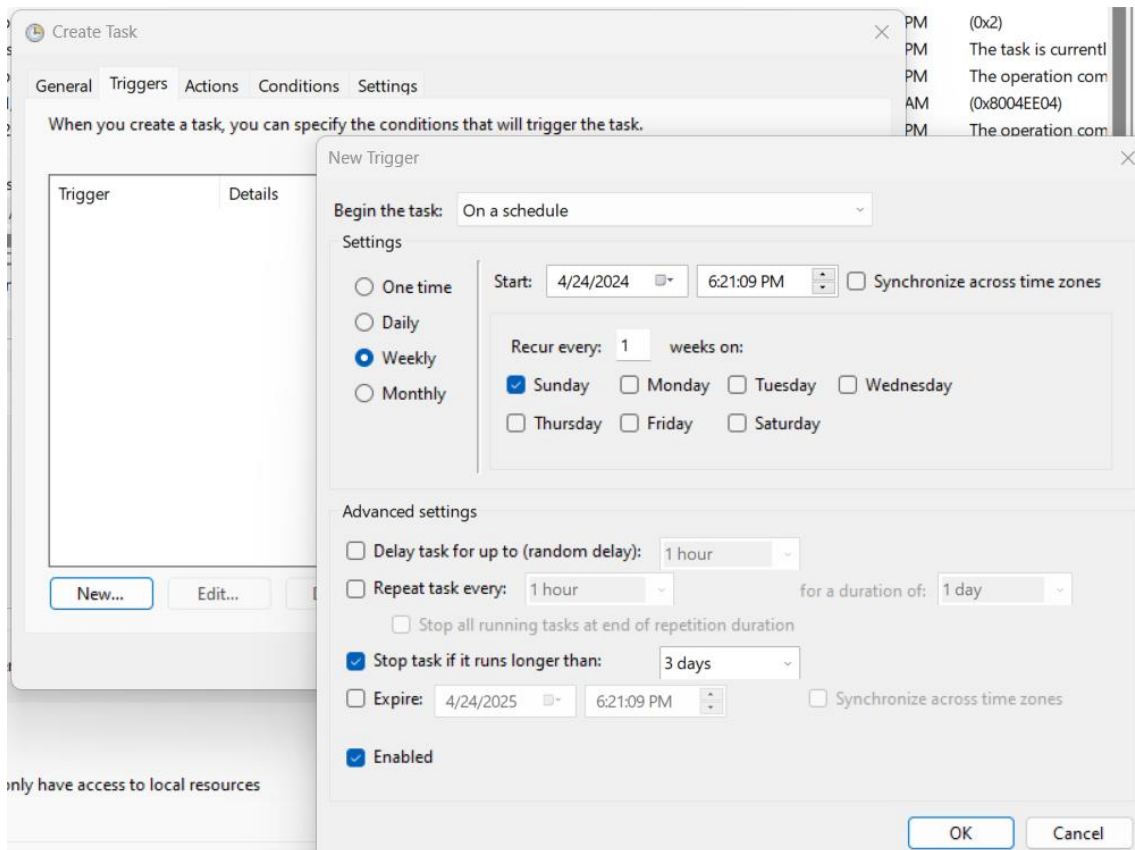 Create Task
PM (0x2)
PM The task is currentl
PM The operation com
AM (0x8004EE04)
PM The operation com
General Triggers Actions Conditions Settings
When you create a task, you can specify the conditions that will trigger the task.
Trigger Details
New Trigger
Begin the task: On a schedule
Settings
One time
Daily
Weekly
Monthly
Start: 4/24/2024 6:21:09 PM Synchronize across time zones
Recur every: 1 weeks on:
Sunday Monday Tuesday Wednesday
Thursday Friday Saturday
Advanced settings
Delay task for up to (random delay): 1 hour
Repeat task every: 1 hour for a duration of: 1 day
Stop all running tasks at end of repetition duration
Stop task if it runs longer than: 3 days
Expire: 4/24/2025 6:21:09 PM Synchronize across time zones
Enabled
OK Cancel
New... Edit...
only have access to local resources